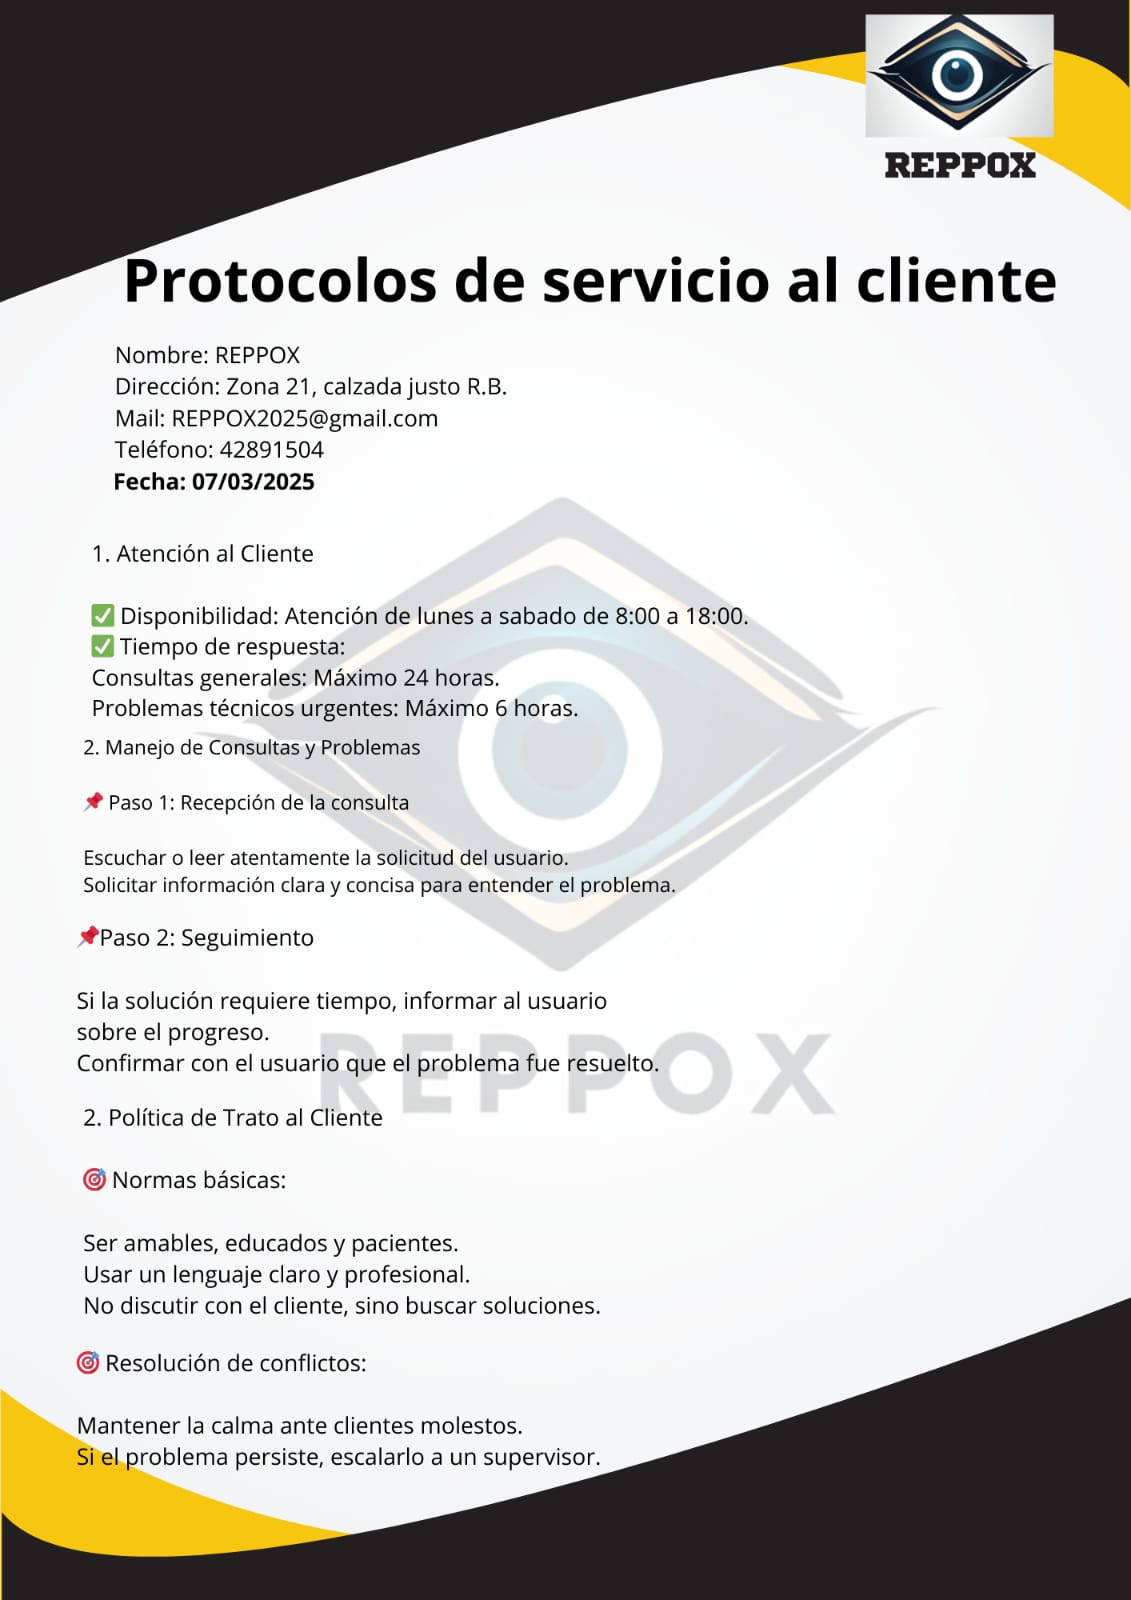 REPPOX
Protocolos de servicio al cliente
Nombre: REPPOX
Dirección: Zona 21, calzada justo R.B.
Mail: REPPOX2025@gmail.com
Teléfono: 42891504
Fecha: 07/03/2025
1. Atención al Cliente
✅ Disponibilidad: Atención de lunes a sabado de 8:00 a 18:00.
✅ Tiempo de respuesta:
Consultas generales: Máximo 24 horas.
Problemas técnicos urgentes: Máximo 6 horas.
2. Manejo de Consultas y Problemas
📌 Paso 1: Recepción de la consulta
Escuchar o leer atentamente la solicitud del usuario.
Solicitar información clara y concisa para entender el problema.
📌Paso 2: Seguimiento
Si la solución requiere tiempo, informar al usuario
sobre el progreso.
Confirmar con el usuario que el problema fue resuelto.
REPPOX
2. Política de Trato al Cliente
🎯 Normas básicas:
Ser amables, educados y pacientes.
Usar un lenguaje claro y profesional.
No discutir con el cliente, sino buscar soluciones.
🎯 Resolución de conflictos:
Mantener la calma ante clientes molestos.
Si el problema persiste, escalarlo a un supervisor.